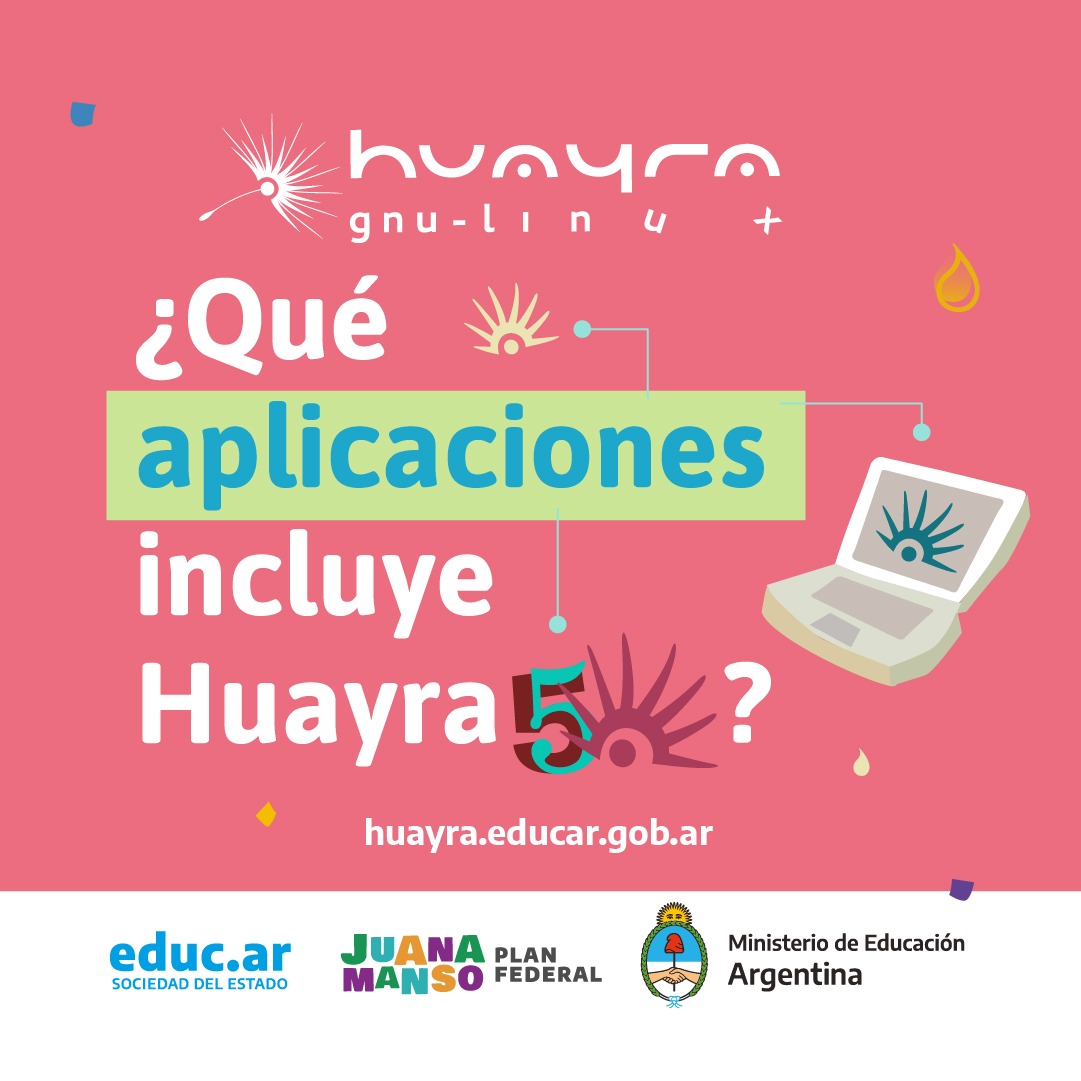 huayra
gnu-linux
¿Qué
aplicaciones
incluye
Huayra 5 ?
huayra.educar.gob.ar
educ.ar
SOCIEDAD DEL ESTADO
JUANA
MANSO
PLAN
FEDERAL
Ministerio de Educación
Argentina